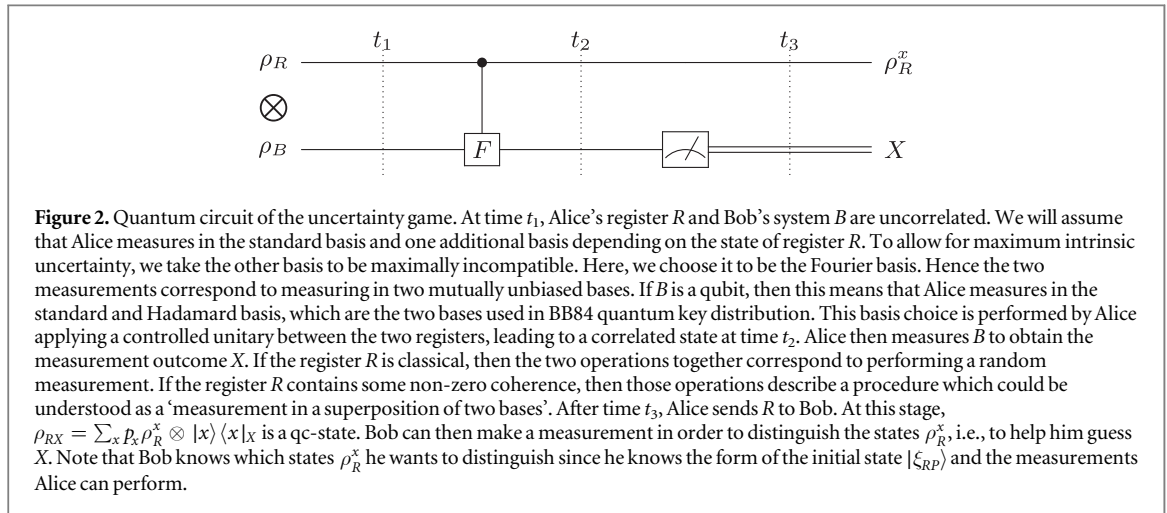 t₁ t₂ t₃
ρ_R ρ_R^x
⊗
ρ_B F X
Figure 2. Quantum circuit of the uncertainty game. At time t₁, Alice's register R and Bob's system B are uncorrelated. We will assume
that Alice measures in the standard basis and one additional basis depending on the state of register R. To allow for maximum intrinsic
uncertainty, we take the other basis to be maximally incompatible. Here, we choose it to be the Fourier basis. Hence the two
measurements correspond to measuring in two mutually unbiased bases. If B is a qubit, then this means that Alice measures in the
standard and Hadamard basis, which are the two bases used in BB84 quantum key distribution. This basis choice is performed by Alice
applying a controlled unitary between the two registers, leading to a correlated state at time t₂. Alice then measures B to obtain the
measurement outcome X. If the register R is classical, then the two operations together correspond to performing a random
measurement. If the register R contains some non-zero coherence, then those operations describe a procedure which could be
understood as a 'measurement in a superposition of two bases'. After time t₃, Alice sends R to Bob. At this stage,
ρ_RX = ∑_x p_x ρ_R^x ⊗ |x⟩⟨x|_X is a qc-state. Bob can then make a measurement in order to distinguish the states ρ_R^x, i.e., to help him guess
X. Note that Bob knows which states ρ_R^x he wants to distinguish since he knows the form of the initial state |ξ_RP⟩ and the measurements
Alice can perform.